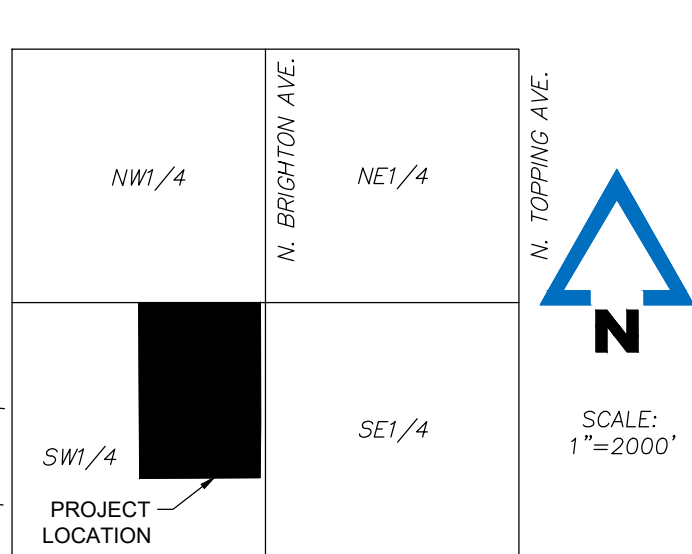 N. BRIGHTON AVE.
N. TOPPING AVE.
NW1/4
NE1/4
N
SW1/4
SE1/4
SCALE:
1"=2000'
PROJECT
LOCATION